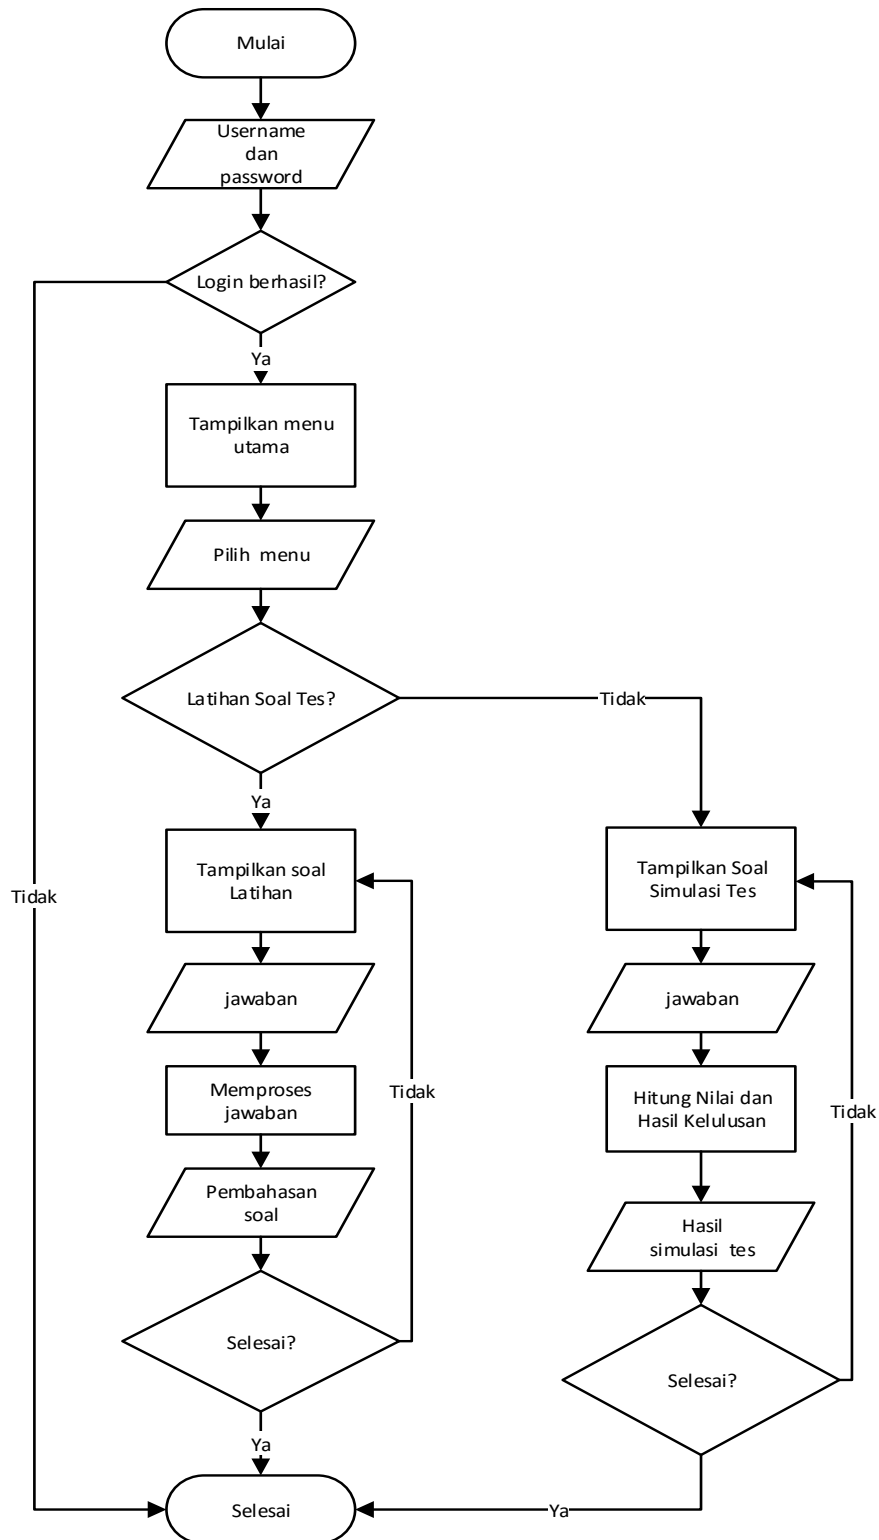 Mulai
Username
dan
password
Login berhasil?
Ya
Tampilkan menu
utama
Pilih menu
Latihan Soal Tes?
Tidak
Ya
Tampilkan soal
Latihan
Tampilkan Soal
Simulasi Tes
Tidak
jawaban
jawaban
Memproses
jawaban
Tidak
Hitung Nilai dan
Hasil Kelulusan
Tidak
Pembahasan
soal
Hasil
simulasi tes
Selesai?
Selesai?
Ya
Selesai
Ya